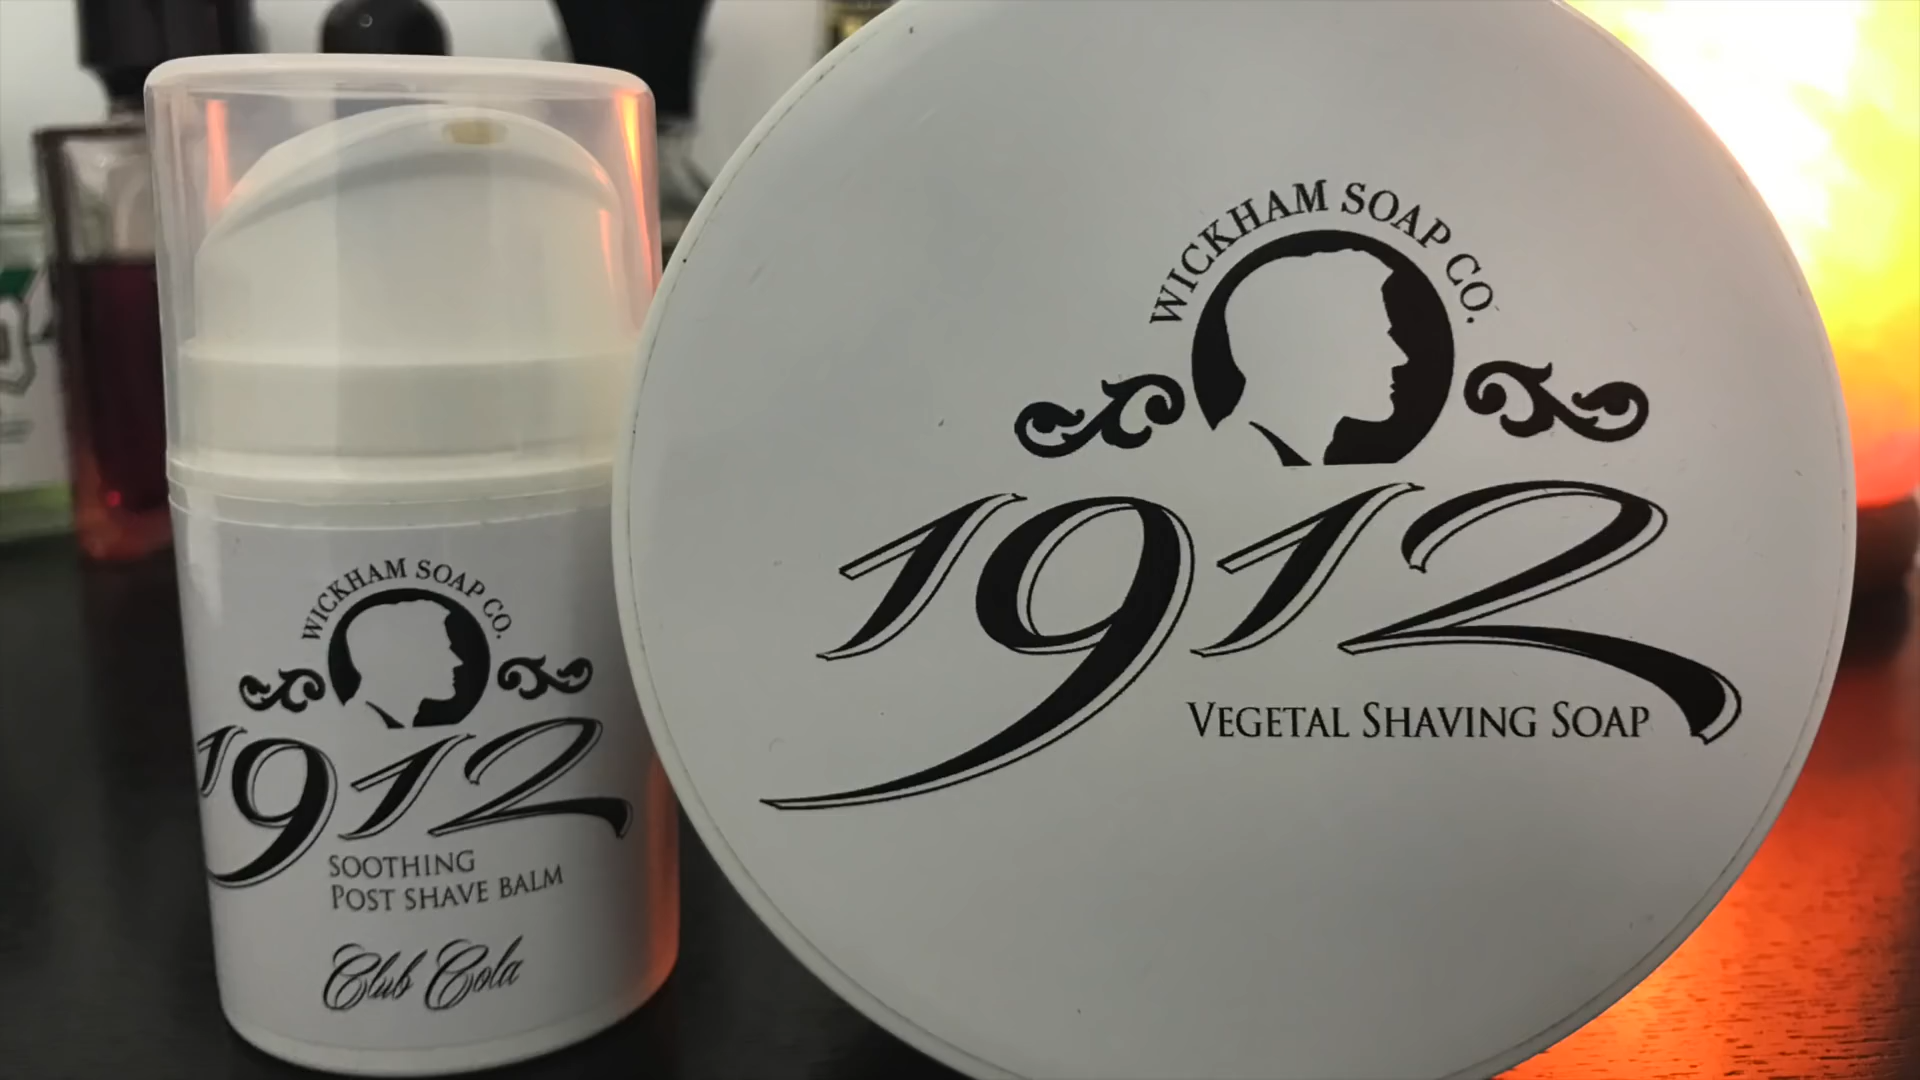 WICKHAM SOAP CO.
1912
SOOTHING
POST SHAVE BALM
Club Cola
WICKHAM SOAP CO.
1912
VEGETAL SHAVING SOAP